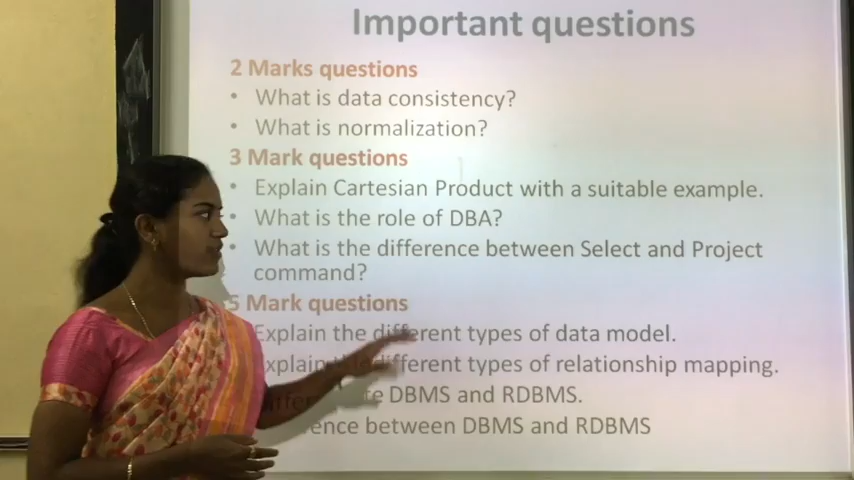 Important questions
2 Marks questions
• What is data consistency?
• What is normalization?
3 Mark questions
• Explain Cartesian Product with a suitable example.
• What is the role of DBA?
• What is the difference between Select and Project
command?
5 Mark questions
Explain the different types of data model.
xplain the different types of relationship mapping.
DBMS and RDBMS.
between DBMS and RDBMS